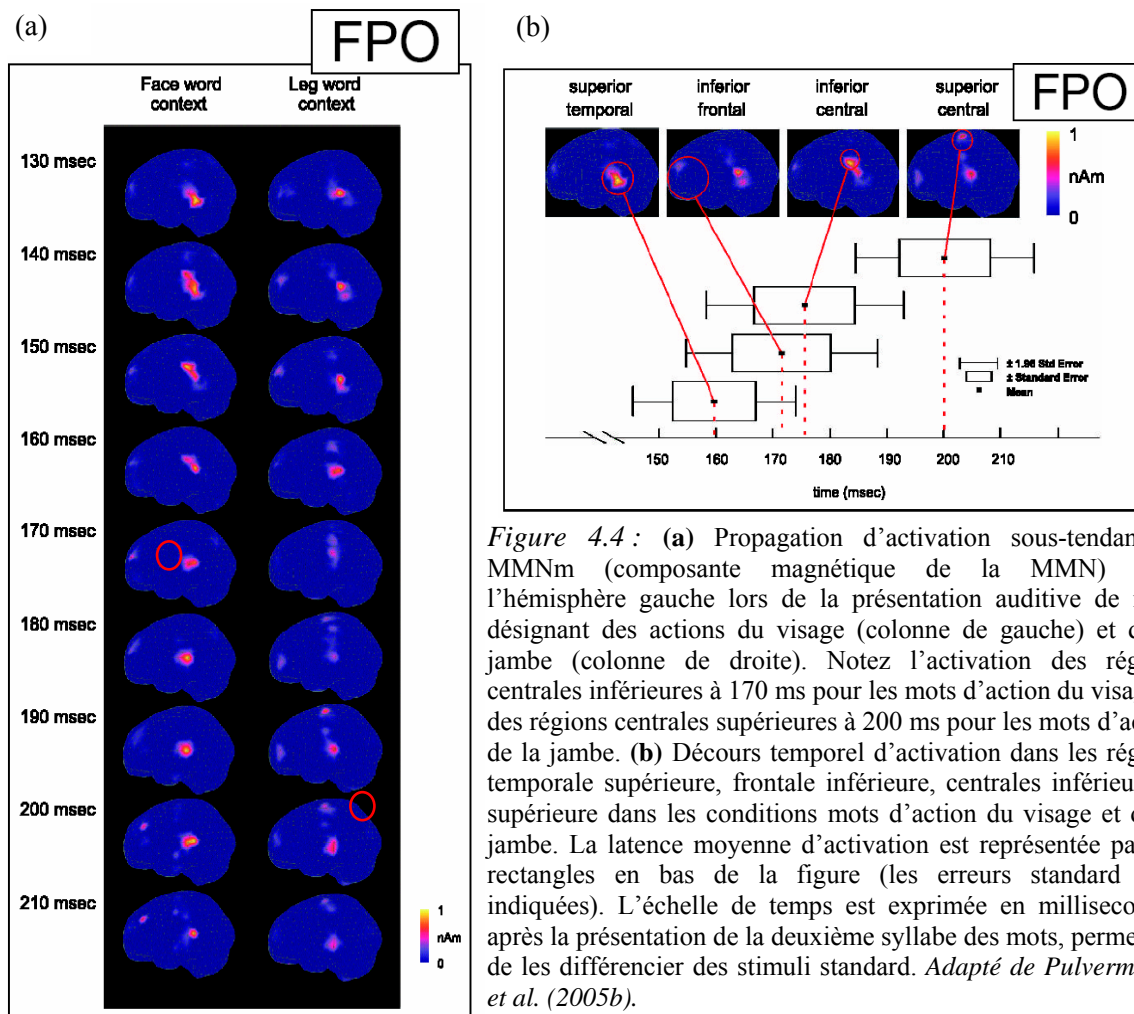 (a)
FPO
Face word Leg word
context context
130 msec
140 msec
150 msec
160 msec
170 msec
180 msec
190 msec
200 msec
210 msec
1
nAm
0
(b)
FPO
superior inferior inferior superior
temporal frontal central central
1
nAm
0
± 1.96 Std Error
± Standard Error
Mean
150 160 170 180 190 200 210
time (msec)
Figure 4.4 : (a) Propagation d'activation sous-tendan
MMNm (composante magnétique de la MMN)
l'hémisphère gauche lors de la présentation auditive de
désignant des actions du visage (colonne de gauche) et d
jambe (colonne de droite). Notez l'activation des rég
centrales inférieures à 170 ms pour les mots d'action du visa
des régions centrales supérieures à 200 ms pour les mots d'a
de la jambe. (b) Décours temporel d'activation dans les rég
temporale supérieure, frontale inférieure, centrales inférieu
supérieure dans les conditions mots d'action du visage et d
jambe. La latence moyenne d'activation est représentée pa
rectangles en bas de la figure (les erreurs standard
indiquées). L'échelle de temps est exprimée en milliseco
après la présentation de la deuxième syllabe des mots, perme
de les différencier des stimuli standard. Adapté de Pulverm
et al. (2005b).